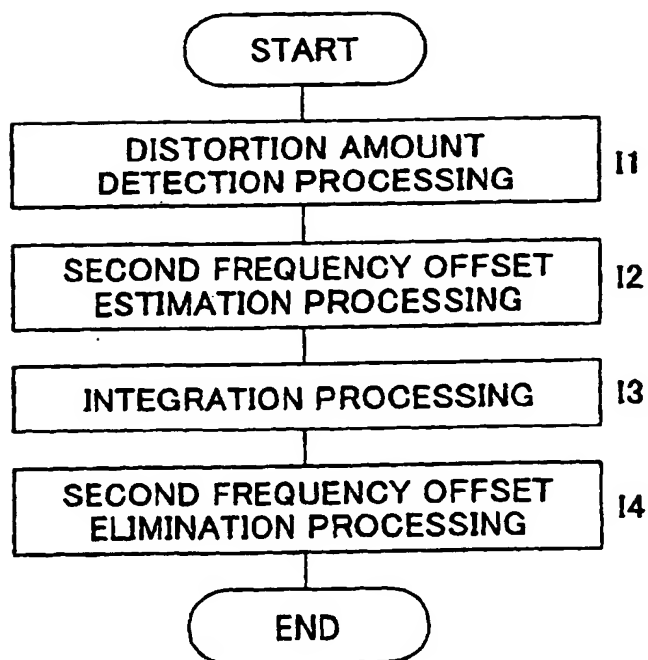 START
DISTORTION AMOUNT
DETECTION PROCESSING
I1
SECOND FREQUENCY OFFSET
ESTIMATION PROCESSING
I2
INTEGRATION PROCESSING
I3
SECOND FREQUENCY OFFSET
ELIMINATION PROCESSING
I4
END